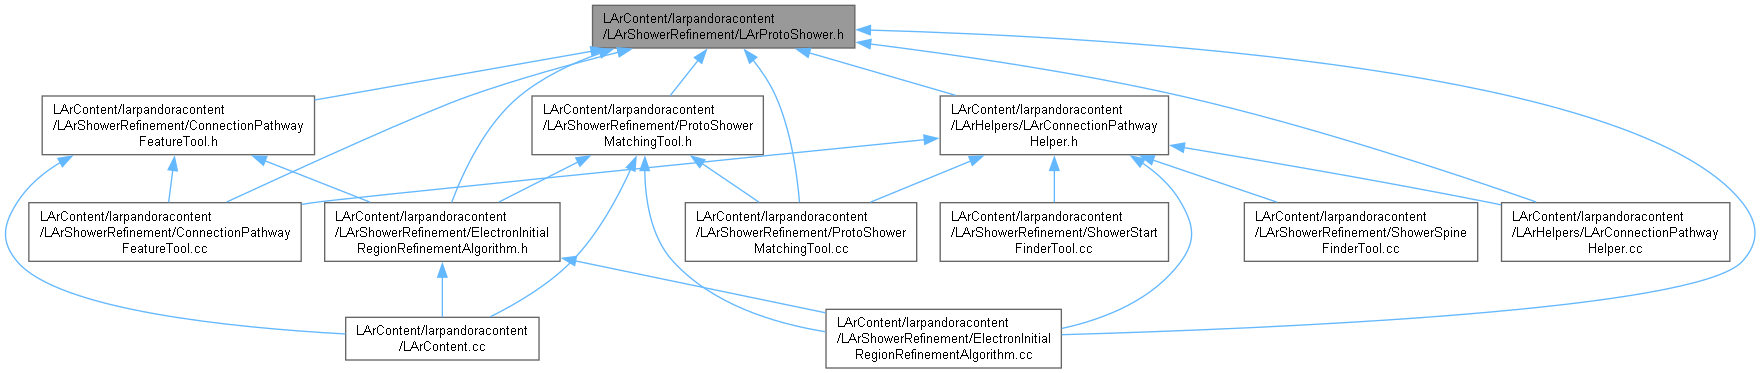 LArContent/larpandoracontent
/LArShowerRefinement/LArProtoShower.h
LArContent/larpandoracontent
/LArShowerRefinement/ConnectionPathway
FeatureTool.h
LArContent/larpandoracontent
/LArShowerRefinement/ProtoShower
MatchingTool.h
LArContent/larpandoracontent
/LArHelpers/LArConnectionPathway
Helper.h
LArContent/larpandoracontent
/LArShowerRefinement/ConnectionPathway
FeatureTool.cc
LArContent/larpandoracontent
/LArShowerRefinement/ElectronInitial
RegionRefinementAlgorithm.h
LArContent/larpandoracontent
/LArShowerRefinement/ProtoShower
MatchingTool.cc
LArContent/larpandoracontent
/LArShowerRefinement/ShowerStart
FinderTool.cc
LArContent/larpandoracontent
/LArShowerRefinement/ShowerSpine
FinderTool.cc
LArContent/larpandoracontent
/LArHelpers/LArConnectionPathway
Helper.cc
LArContent/larpandoracontent
/LArContent.cc
LArContent/larpandoracontent
/LArShowerRefinement/ElectronInitial
RegionRefinementAlgorithm.cc